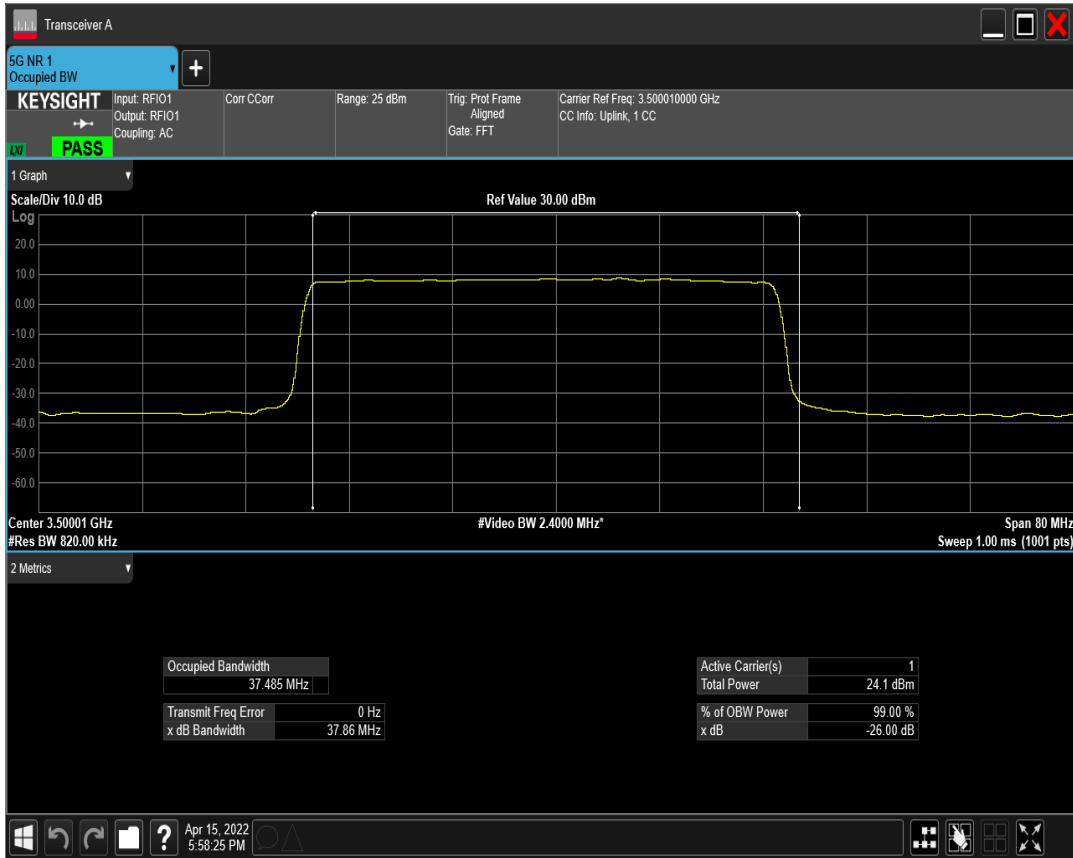 Transceiver A
5G NR 1
Occupied BW
KEYSIGHT
LXI
PASS
Input: RFIO1
Output: RFIO1
Coupling: AC
Corr CCorr
Range: 25 dBm
Trig: Prot Frame
Aligned
Gate: FFT
Carrier Ref Freq: 3.500010000 GHz
CC Info: Uplink, 1 CC
1 Graph
Scale/Div 10.0 dB
Ref Value 30.00 dBm
Log
20.0
10.0
0.00
-10.0
-20.0
-30.0
-40.0
-50.0
-60.0
Center 3.50001 GHz
#Video BW 2.4000 MHz*
Span 80 MHz
#Res BW 820.00 kHz
Sweep 1.00 ms (1001 pts)
2 Metrics
Occupied Bandwidth
37.485 MHz
Transmit Freq Error 0 Hz
x dB Bandwidth 37.86 MHz
Active Carrier(s) 1
Total Power 24.1 dBm
% of OBW Power 99.00 %
x dB -26.00 dB
?
Apr 15, 2022
5:58:25 PM